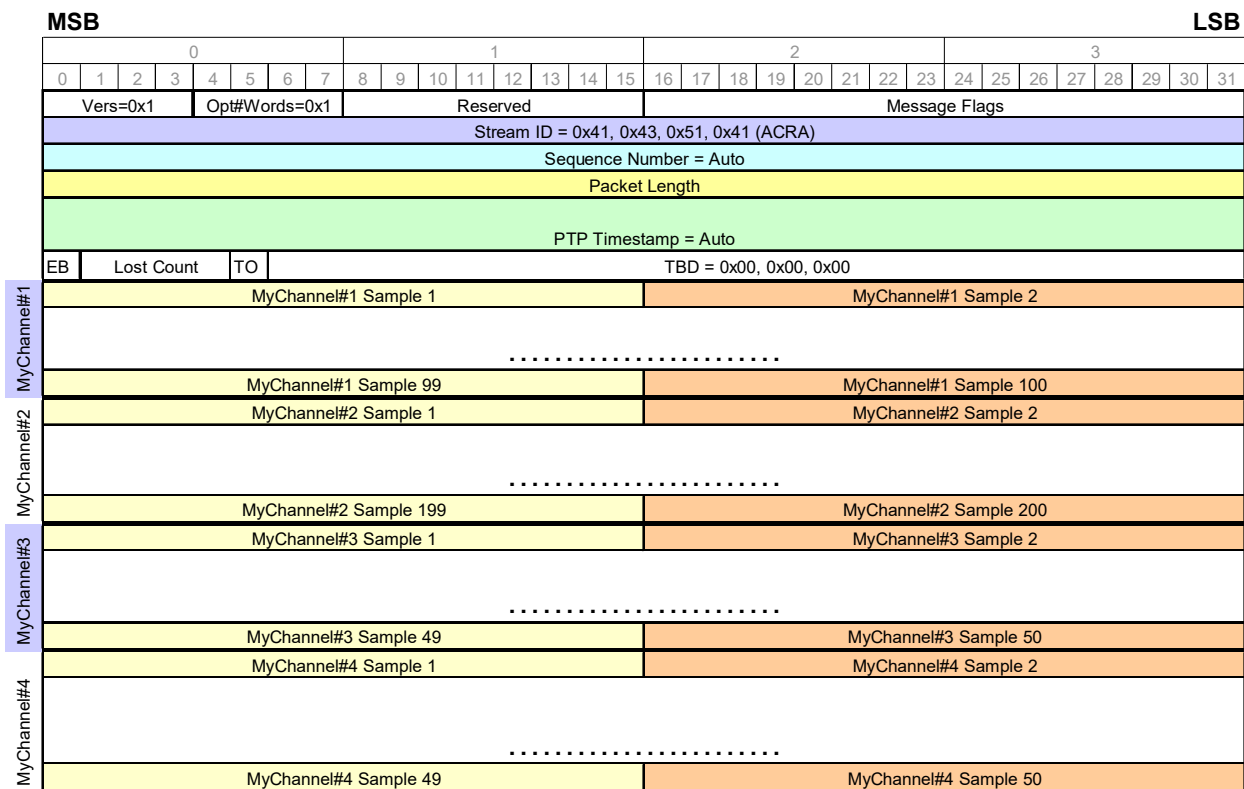 MSB LSB
0 1 2 3
0 1 2 3 4 5 6 7 8 9 10 11 12 13 14 15 16 17 18 19 20 21 22 23 24 25 26 27 28 29 30 31
Vers=0x1 Opt#Words=0x1 Reserved Message Flags
Stream ID = 0x41, 0x43, 0x51, 0x41 (ACRA)
Sequence Number = Auto
Packet Length
PTP Timestamp = Auto
EB Lost Count TO TBD = 0x00, 0x00, 0x00
MyChannel#1
MyChannel#1 Sample 1 MyChannel#1 Sample 2
........................
MyChannel#1 Sample 99 MyChannel#1 Sample 100
MyChannel#2
MyChannel#2 Sample 1 MyChannel#2 Sample 2
........................
MyChannel#2 Sample 199 MyChannel#2 Sample 200
MyChannel#3
MyChannel#3 Sample 1 MyChannel#3 Sample 2
........................
MyChannel#3 Sample 49 MyChannel#3 Sample 50
MyChannel#4
MyChannel#4 Sample 1 MyChannel#4 Sample 2
........................
MyChannel#4 Sample 49 MyChannel#4 Sample 50